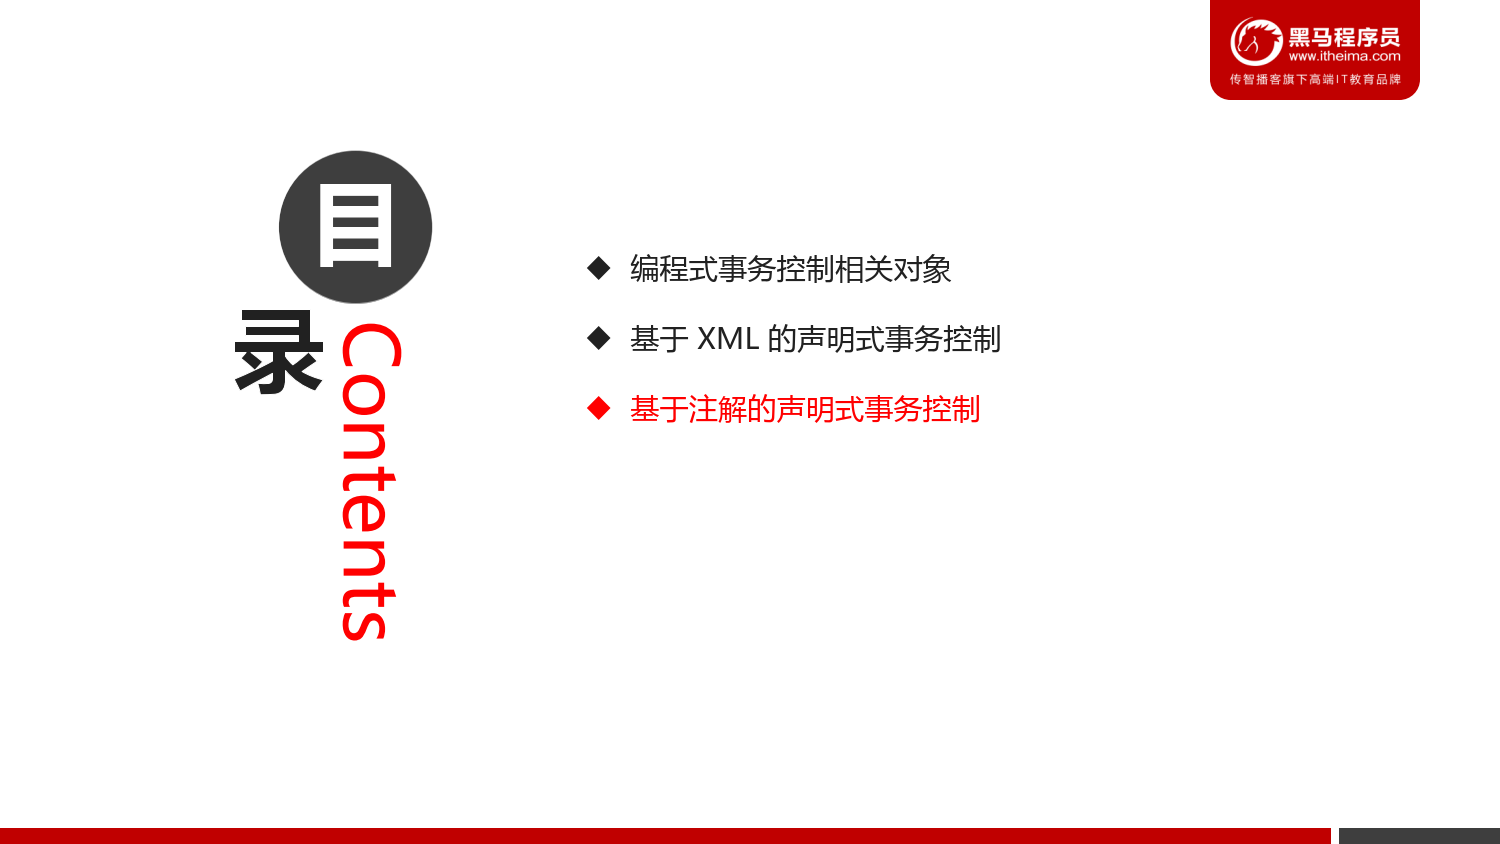 黑马程序员
www.itheima.com
传智播客旗下高端IT教育品牌
目
录
Contents
编程式事务控制相关对象
基于 XML 的声明式事务控制
基于注解的声明式事务控制